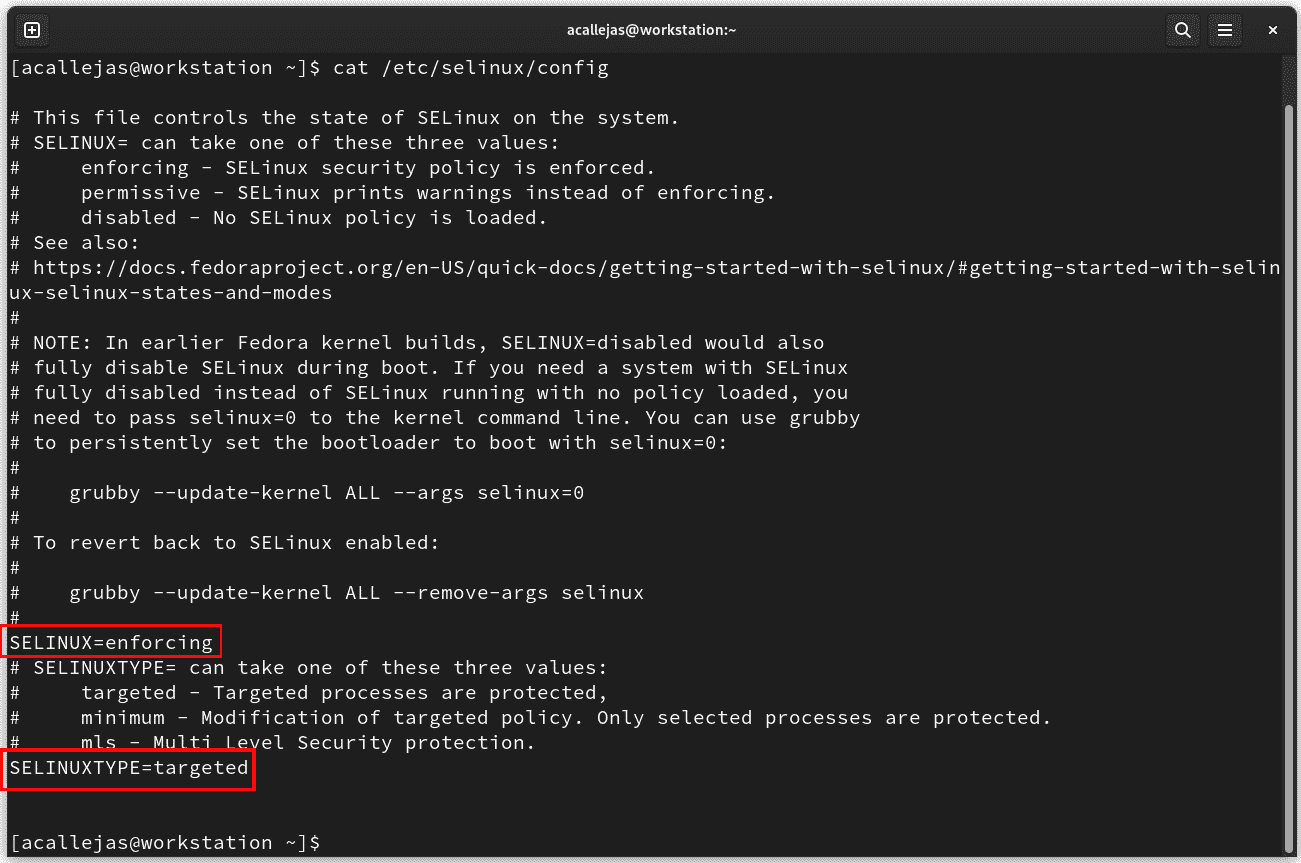 acallejas@workstation:~
[acallejas@workstation ~]$ cat /etc/selinux/config

# This file controls the state of SELinux on the system.
# SELINUX= can take one of these three values:
#     enforcing - SELinux security policy is enforced.
#     permissive - SELinux prints warnings instead of enforcing.
#     disabled - No SELinux policy is loaded.
# See also:
# https://docs.fedoraproject.org/en-US/quick-docs/getting-started-with-selinux/#getting-started-with-selin
ux-selinux-states-and-modes
#
# NOTE: In earlier Fedora kernel builds, SELINUX=disabled would also
# fully disable SELinux during boot. If you need a system with SELinux
# fully disabled instead of SELinux running with no policy loaded, you
# need to pass selinux=0 to the kernel command line. You can use grubby
# to persistently set the bootloader to boot with selinux=0:
#
#    grubby --update-kernel ALL --args selinux=0
#
# To revert back to SELinux enabled:
#
#    grubby --update-kernel ALL --remove-args selinux
#
SELINUX=enforcing
# SELINUXTYPE= can take one of these three values:
#     targeted - Targeted processes are protected,
#     minimum - Modification of targeted policy. Only selected processes are protected.
#     mls - Multi Level Security protection.
SELINUXTYPE=targeted

[acallejas@workstation ~]$